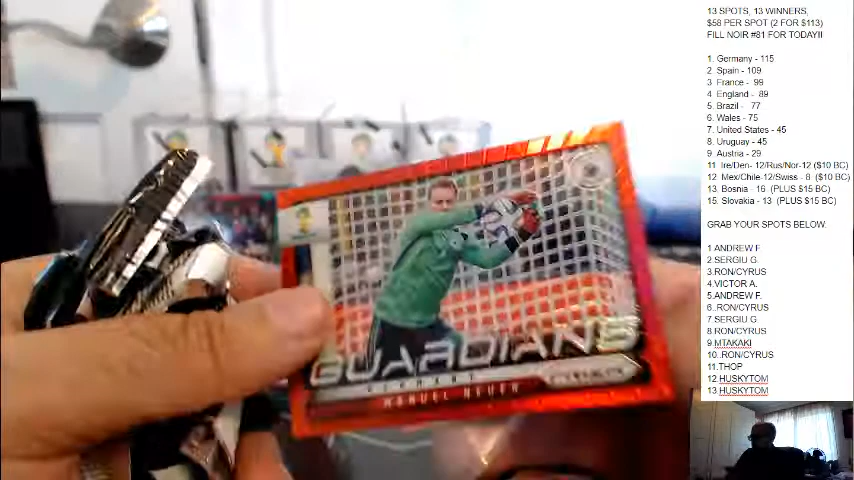 13 SPOTS, 13 WINNERS,
$58 PER SPOT (2 FOR $113)
FILL NOIR #81 FOR TODAY!!
1. Germany - 115
2 Spain - 109
3 France - 99
4 England - 89
5 Brazil - 77
6 Wales - 75
7. United States - 45
8. Uruguay - 45
9 Austria - 29
11 Ire/Den- 12/Rus/Nor-12 ($10 BC)
12 Mex/Chile-12/Swiss - 8 ($10 BC)
13. Bosnia - 16 (PLUS $15 BC)
15. Slovakia - 13 (PLUS $15 BC)
GRAB YOUR SPOTS BELOW.
1 ANDREW F
2 SERGIU G.
3.RON/CYRUS
4.VICTOR A.
5.ANDREW F.
6..RON/CYRUS
7.SERGIU G
8.RON/CYRUS
9.MTAKAKI
10..RON/CYRUS
11.THOP
12.HUSKYTOM
13 HUSKYTOM
GUARDIANS
GERMANY
MANUEL NEUER